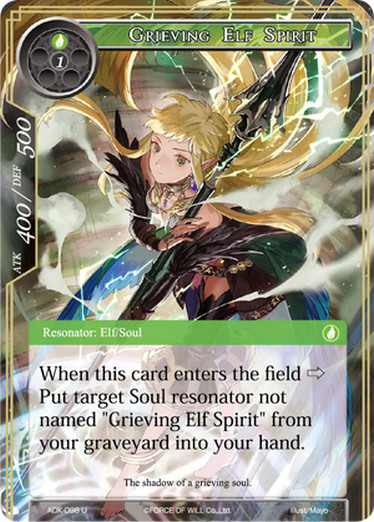 Grieving Elf Spirit
1
ATK 400 / DEF 500
Resonator: Elf/Soul
When this card enters the field ⇨
Put target Soul resonator not
named "Grieving Elf Spirit" from
your graveyard into your hand.
The shadow of a grieving soul.
ADK-098 U ©FORCE OF WILL Co.,Ltd. Illust/Mayo